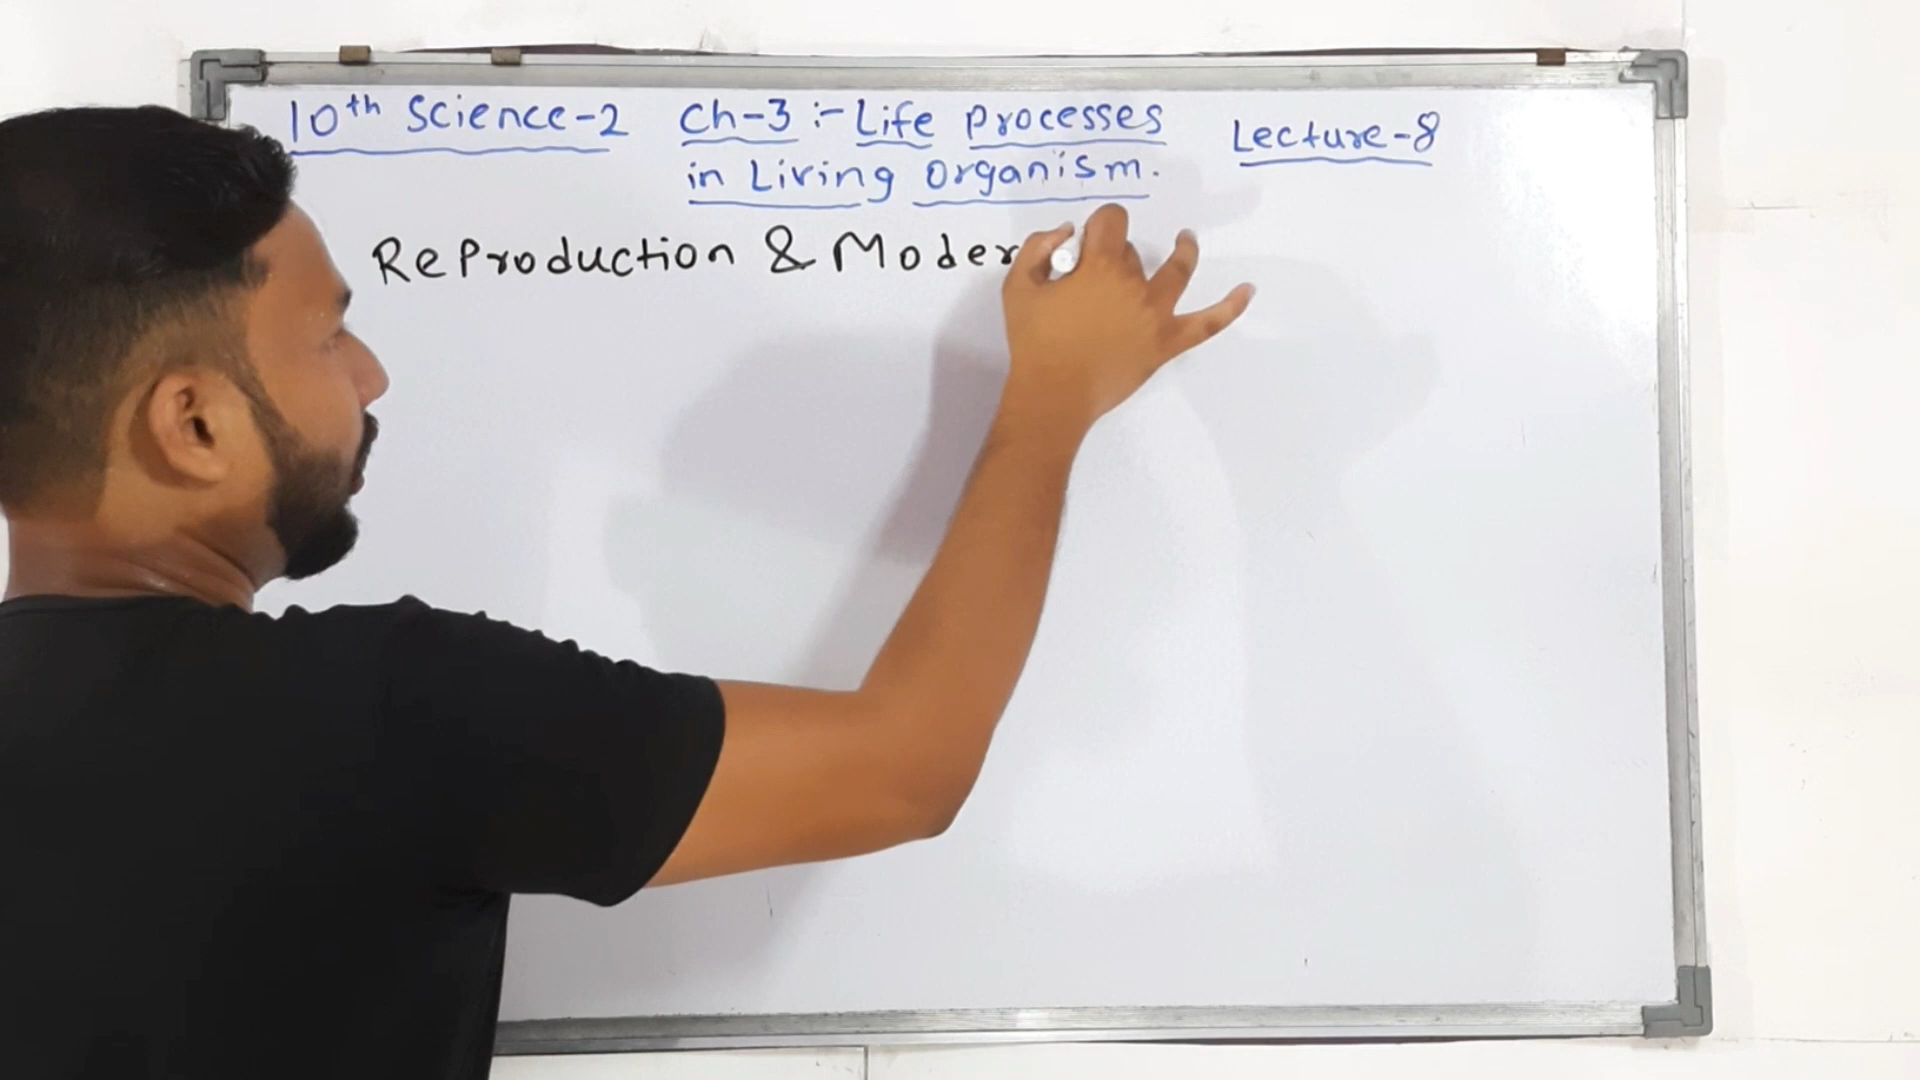 10th Science-2 Ch-3 :- Life Processes Lecture-8
in Living Organism.
Reproduction & Moder